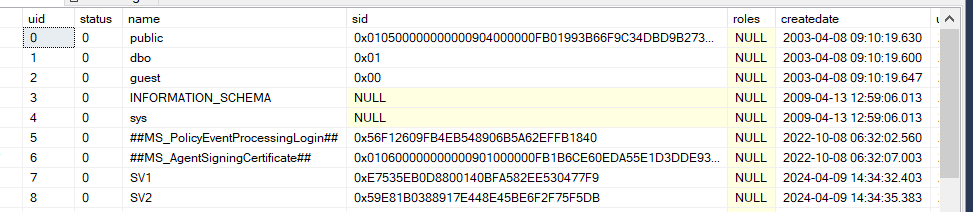 uid status name sid roles createdate u
0 0 public 0x010500000000000904000000FB01993B66F9C34DBD9B273... NULL 2003-04-08 09:10:19.630
1 0 dbo 0x01 NULL 2003-04-08 09:10:19.600
2 0 guest 0x00 NULL 2003-04-08 09:10:19.647
3 0 INFORMATION_SCHEMA NULL NULL 2009-04-13 12:59:06.013
4 0 sys NULL NULL 2009-04-13 12:59:06.013
5 0 ##MS_PolicyEventProcessingLogin## 0x56F12609FB4EB548906B5A62EFFB1840 NULL 2022-10-08 06:32:02.560
6 0 ##MS_AgentSigningCertificate## 0x010600000000000901000000FB1B6CE60EDA55E1D3DDE93... NULL 2022-10-08 06:32:07.003
7 0 SV1 0xE7535EB0D8800140BFA582EE530477F9 NULL 2024-04-09 14:34:32.403
8 0 SV2 0x59E81B0388917E448E45BE6F2F75F5DB NULL 2024-04-09 14:34:35.383